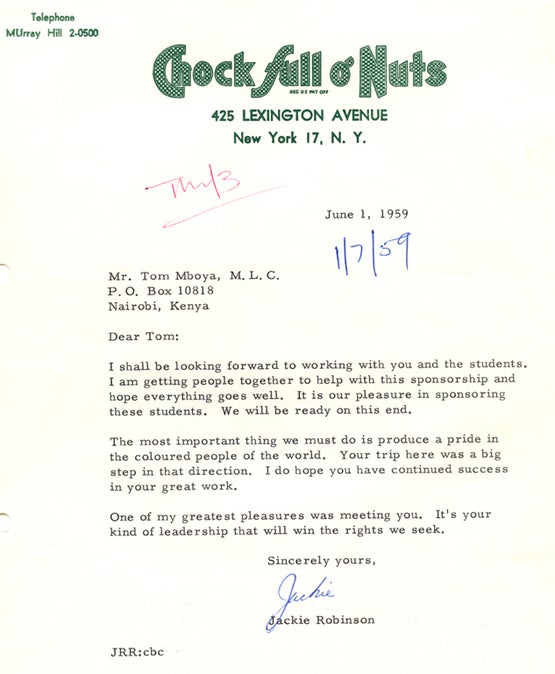 Telephone
MUrray Hill 2-0500
Chock full o' Nuts
REG US PAT OFF
425 LEXINGTON AVENUE
New York 17, N. Y.
June 1, 1959
1/7/59
Mr. Tom Mboya, M. L. C.
P. O. Box 10818
Nairobi, Kenya
Dear Tom:
I shall be looking forward to working with you and the students.
I am getting people together to help with this sponsorship and
hope everything goes well. It is our pleasure in sponsoring
these students. We will be ready on this end.
The most important thing we must do is produce a pride in
the coloured people of the world. Your trip here was a big
step in that direction. I do hope you have continued success
in your great work.
One of my greatest pleasures was meeting you. It's your
kind of leadership that will win the rights we seek.
Sincerely yours,
Jackie
Jackie Robinson
JRR:cbc